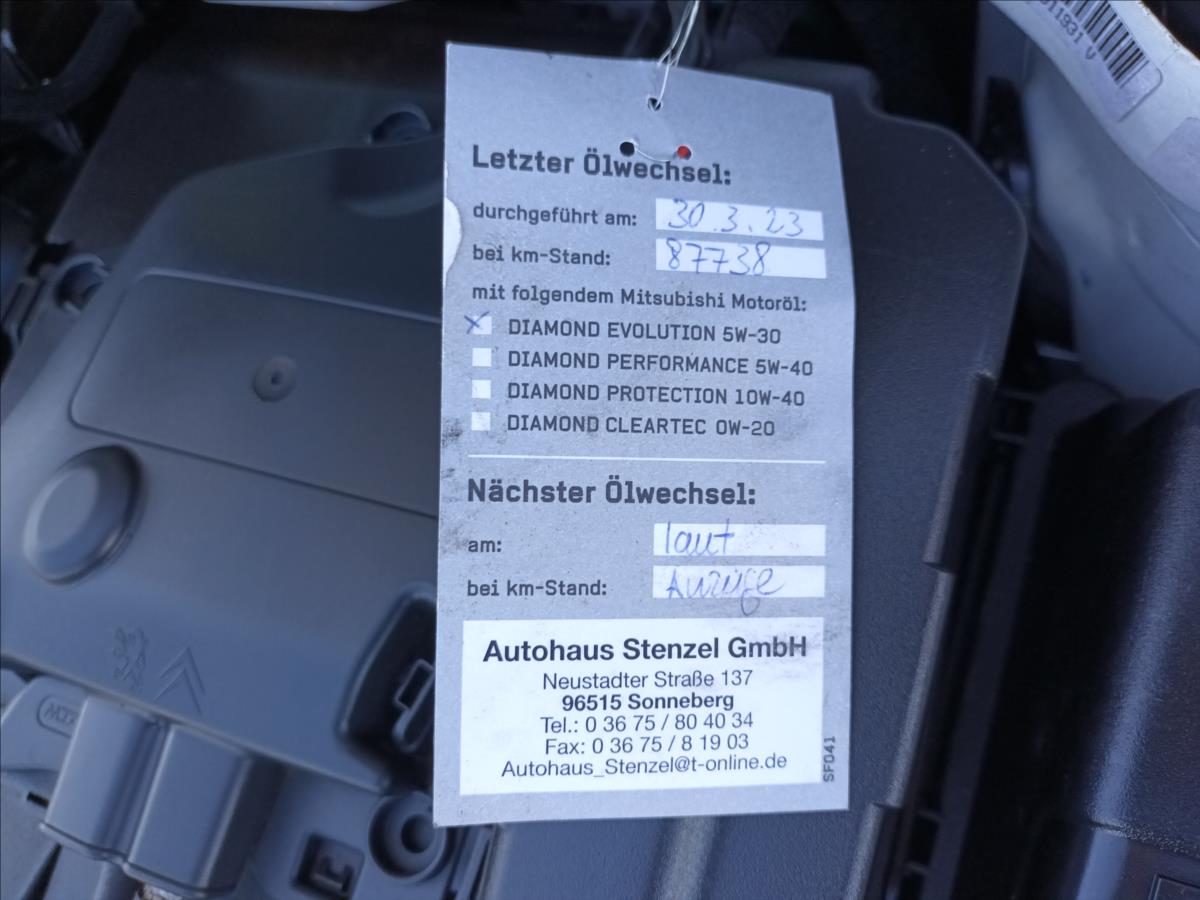 011931 V
Letzter Ölwechsel:
durchgeführt am: 30.3.23
bei km-Stand: 87738
mit folgendem Mitsubishi Motoröl:
DIAMOND EVOLUTION 5W-30
DIAMOND PERFORMANCE 5W-40
DIAMOND PROTECTION 10W-40
DIAMOND CLEARTEC 0W-20
Nächster Ölwechsel:
am: laut
bei km-Stand: Anzeige
Autohaus Stenzel GmbH
Neustadter Straße 137
96515 Sonneberg
Tel.: 0 36 75 / 80 40 34
Fax: 0 36 75 / 8 19 03
Autohaus_Stenzel@t-online.de
SF041